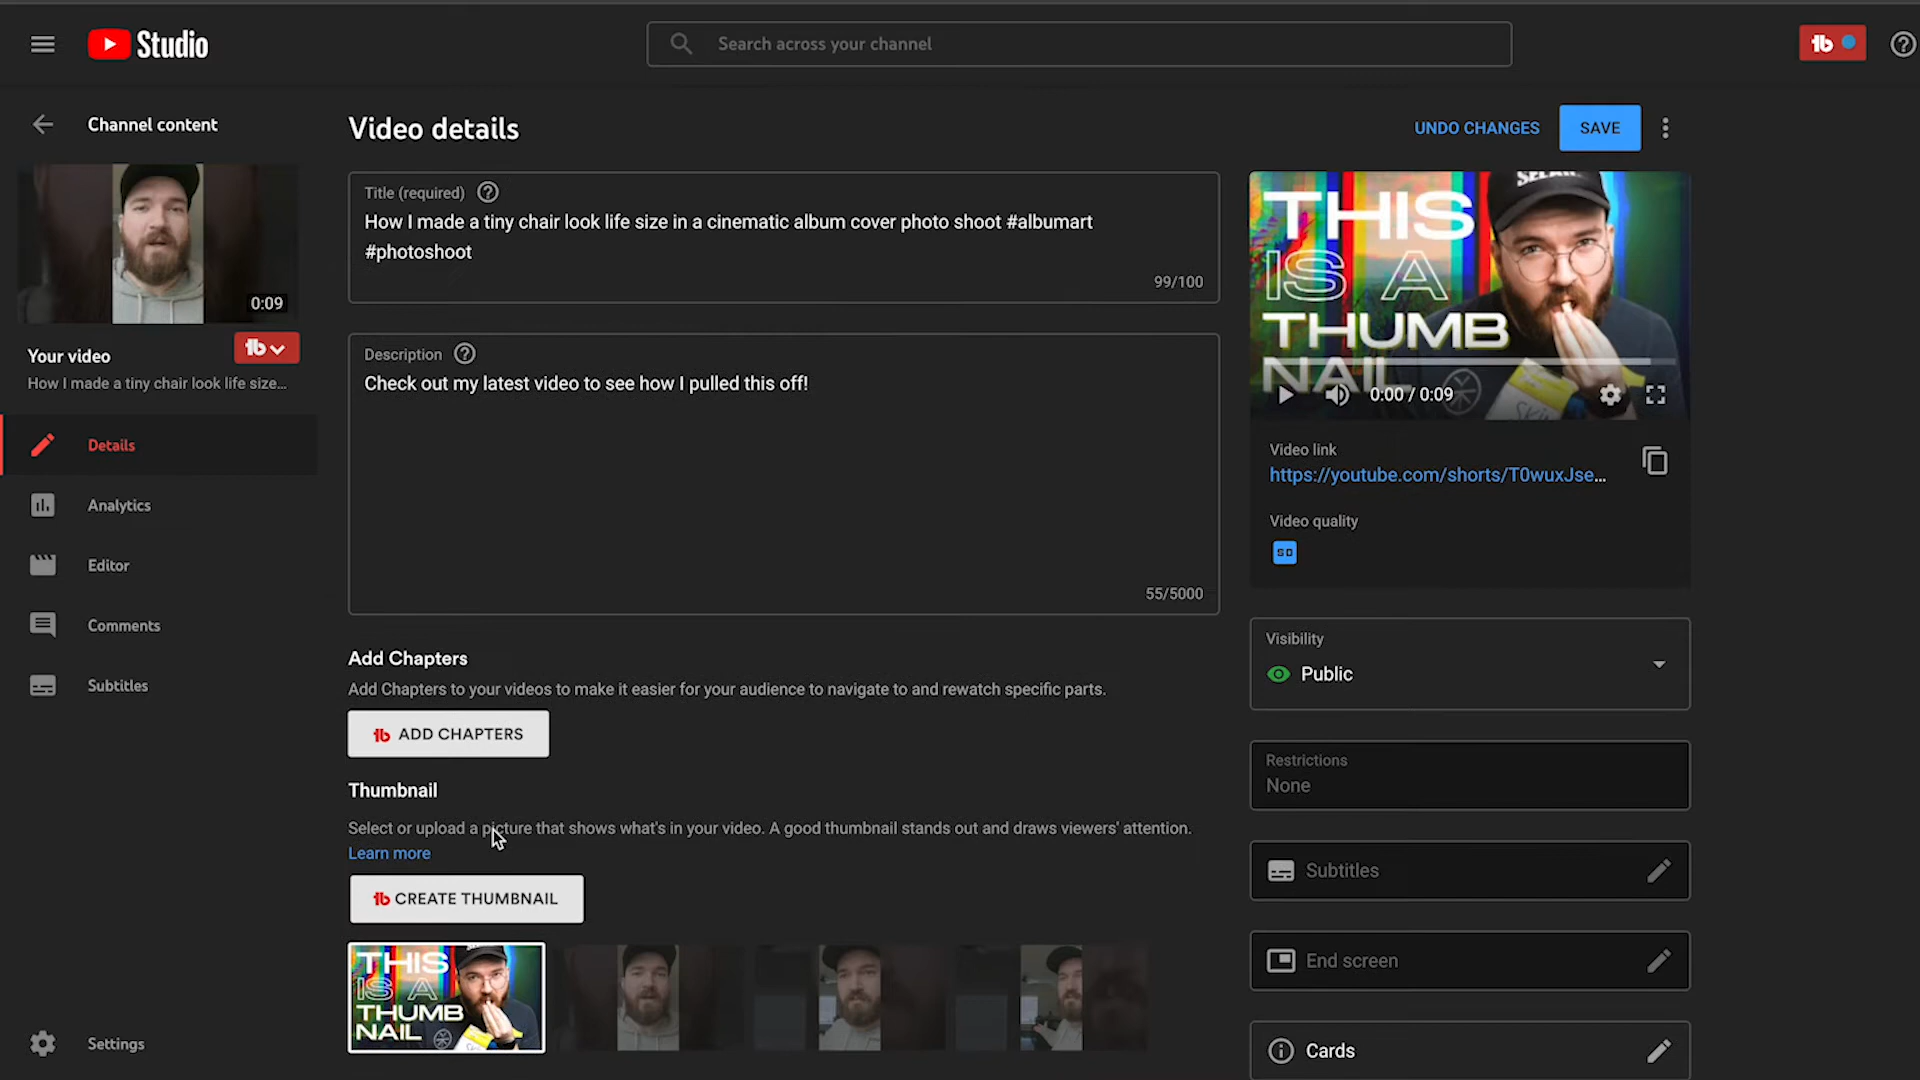 Studio
Search across your channel
Channel content
Video details
UNDO CHANGES
SAVE
0:09
Your video
How I made a tiny chair look life size...
Title (required)
How I made a tiny chair look life size in a cinematic album cover photo shoot #albumart
#photoshoot
99/100
Description
Check out my latest video to see how I pulled this off!
55/5000
THIS
IS A
THUMB
NAIL
0:00 / 0:09
Video link
https://youtube.com/shorts/T0wuxJse...
Video quality
SD
Details
Analytics
Editor
Comments
Subtitles
Settings
Add Chapters
Add Chapters to your videos to make it easier for your audience to navigate to and rewatch specific parts.
tb ADD CHAPTERS
Thumbnail
Select or upload a picture that shows what's in your video. A good thumbnail stands out and draws viewers' attention.
Learn more
tb CREATE THUMBNAIL
THIS
IS A
THUMB
NAIL
Visibility
Public
Restrictions
None
Subtitles
End screen
Cards